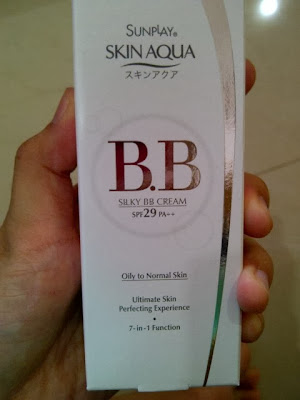 SUNPLAY®
SKIN AQUA
スキンアクア
B.B
SILKY BB CREAM
SPF29 PA++
Oily to Normal Skin
Ultimate Skin
Perfecting Experience
•
7-in-1 Function